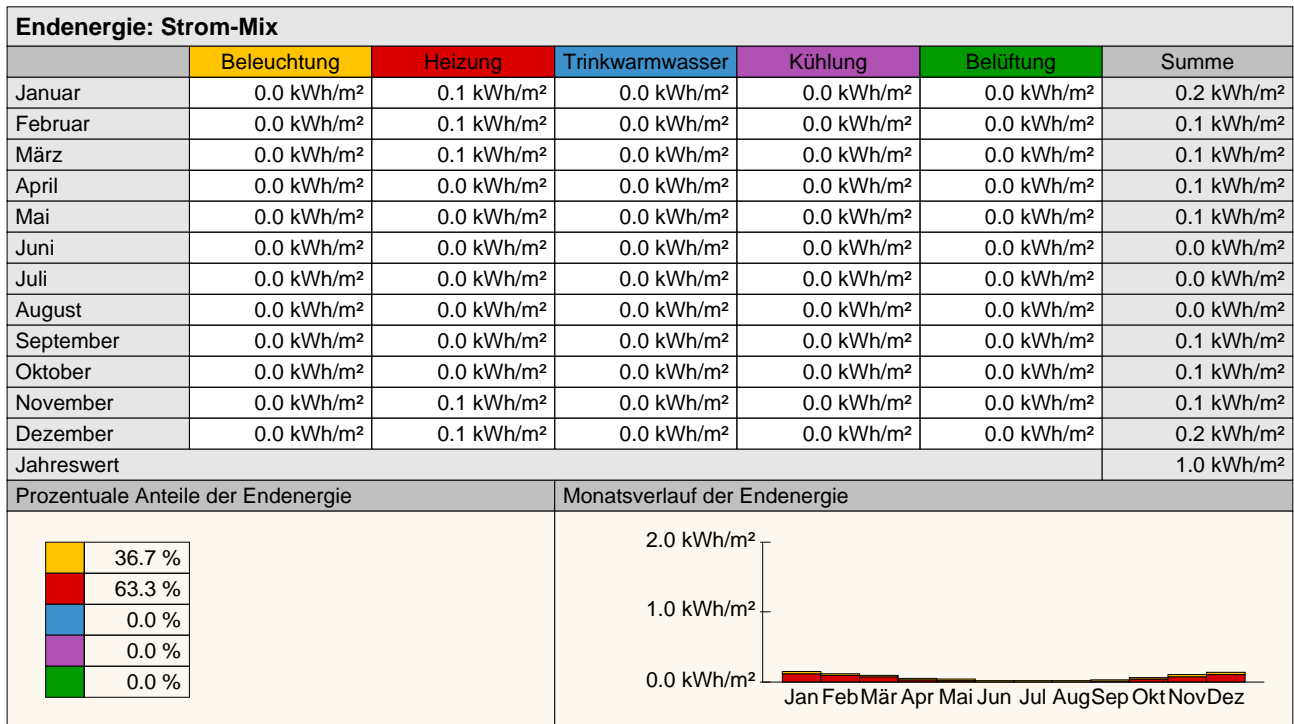 Endenergie: Strom-Mix
Beleuchtung Heizung Trinkwarmwasser Kühlung Belüftung Summe
Januar 0.0 kWh/m² 0.1 kWh/m² 0.0 kWh/m² 0.0 kWh/m² 0.0 kWh/m² 0.2 kWh/m²
Februar 0.0 kWh/m² 0.1 kWh/m² 0.0 kWh/m² 0.0 kWh/m² 0.0 kWh/m² 0.1 kWh/m²
März 0.0 kWh/m² 0.1 kWh/m² 0.0 kWh/m² 0.0 kWh/m² 0.0 kWh/m² 0.1 kWh/m²
April 0.0 kWh/m² 0.0 kWh/m² 0.0 kWh/m² 0.0 kWh/m² 0.0 kWh/m² 0.1 kWh/m²
Mai 0.0 kWh/m² 0.0 kWh/m² 0.0 kWh/m² 0.0 kWh/m² 0.0 kWh/m² 0.1 kWh/m²
Juni 0.0 kWh/m² 0.0 kWh/m² 0.0 kWh/m² 0.0 kWh/m² 0.0 kWh/m² 0.0 kWh/m²
Juli 0.0 kWh/m² 0.0 kWh/m² 0.0 kWh/m² 0.0 kWh/m² 0.0 kWh/m² 0.0 kWh/m²
August 0.0 kWh/m² 0.0 kWh/m² 0.0 kWh/m² 0.0 kWh/m² 0.0 kWh/m² 0.0 kWh/m²
September 0.0 kWh/m² 0.0 kWh/m² 0.0 kWh/m² 0.0 kWh/m² 0.0 kWh/m² 0.1 kWh/m²
Oktober 0.0 kWh/m² 0.0 kWh/m² 0.0 kWh/m² 0.0 kWh/m² 0.0 kWh/m² 0.1 kWh/m²
November 0.0 kWh/m² 0.1 kWh/m² 0.0 kWh/m² 0.0 kWh/m² 0.0 kWh/m² 0.1 kWh/m²
Dezember 0.0 kWh/m² 0.1 kWh/m² 0.0 kWh/m² 0.0 kWh/m² 0.0 kWh/m² 0.2 kWh/m²
Jahreswert 1.0 kWh/m²
Prozentuale Anteile der Endenergie
36.7 %
63.3 %
0.0 %
0.0 %
0.0 %
Monatsverlauf der Endenergie
2.0 kWh/m²
1.0 kWh/m²
0.0 kWh/m²
Jan Feb Mär Apr Mai Jun Jul Aug Sep Okt Nov Dez